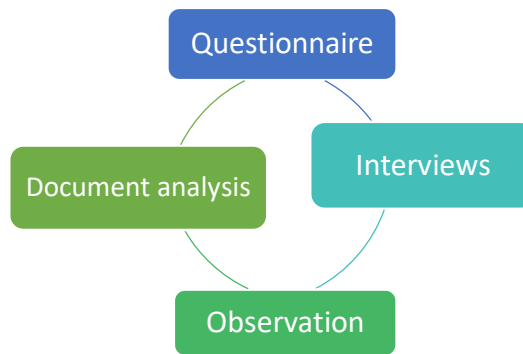 Questionnaire
Interviews
Document analysis
Observation